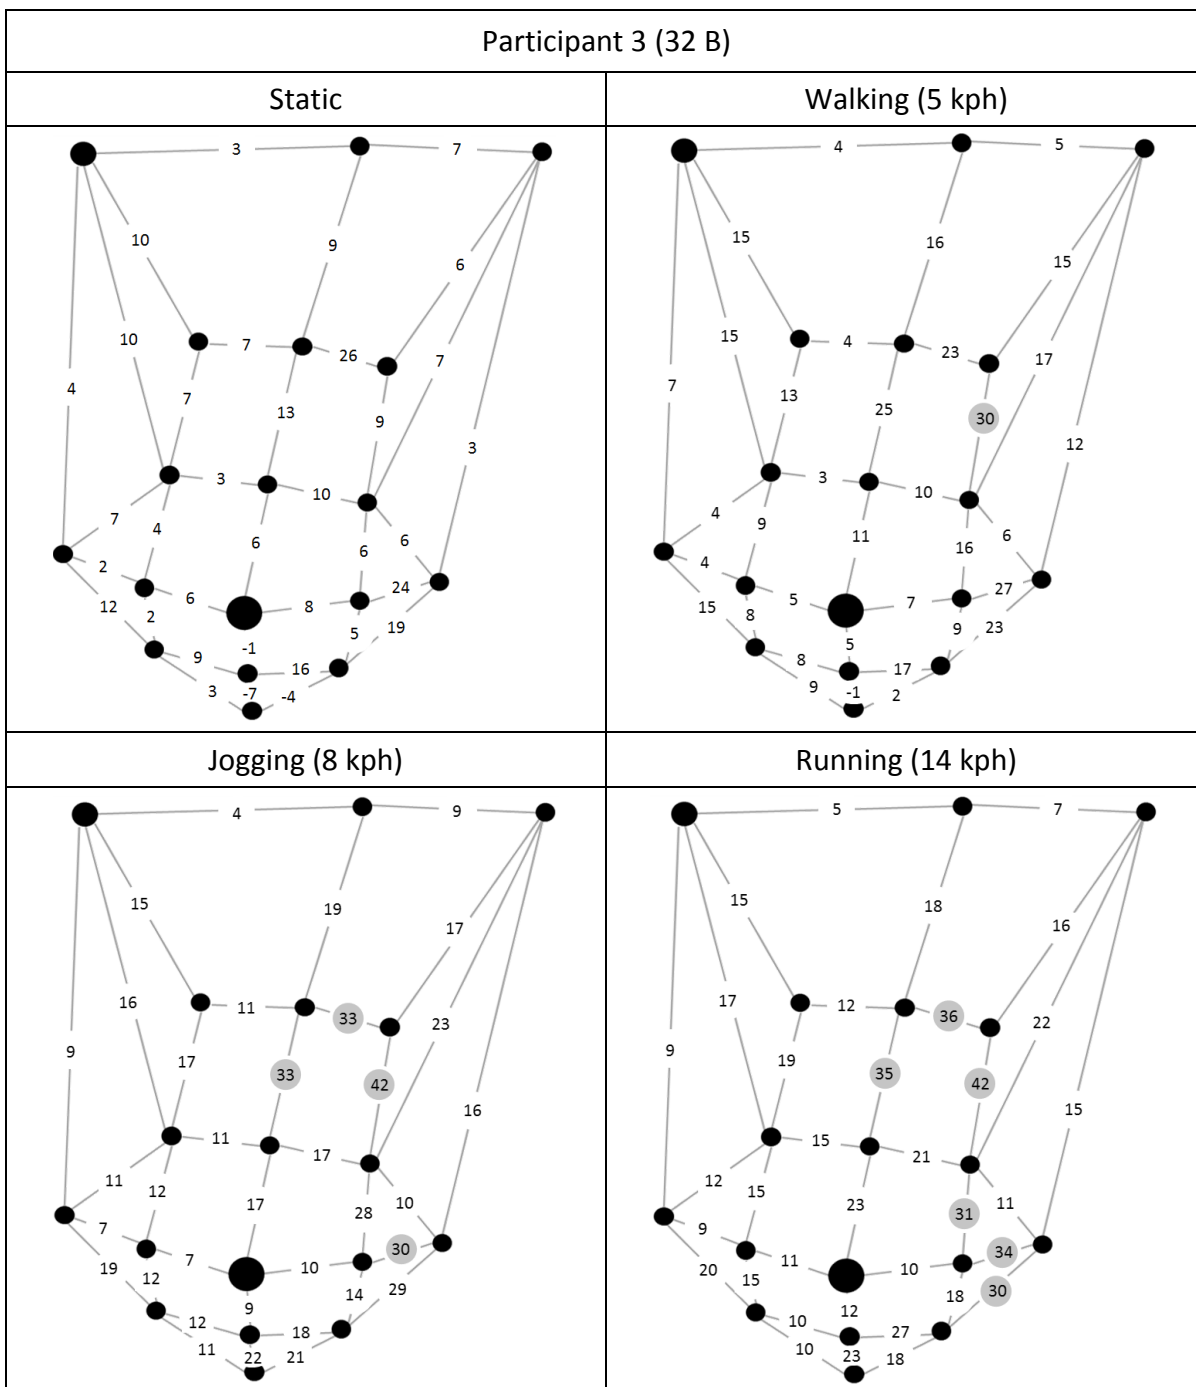 Participant 3 (32 B)
Static
Walking (5 kph)
3 7
10 9 6
10 7 26 7
4 7 13 9 3
3 10
7 4 6 6 6
2 6 8 24
12 2 -1 5 19
9 16
3 -7 -4
4 5
15 16 15
15 4 23 17
7 13 25 30 12
3 10
4 9 11 16 6
4 5 7 27
15 8 5 9 23
8 17
9 -1 2
Jogging (8 kph)
Running (14 kph)
4 9
15 19 17
16 11 33 23
9 17 33 42 16
11 17
11 12 17 28 10
7 7 10 30
19 12 9 14 29
12 18
11 22 21
5 7
15 18 16
17 12 36 22
9 19 35 42 15
15 21
12 15 23 31 11
9 11 10 34
20 15 12 18 30
10 27
10 23 18